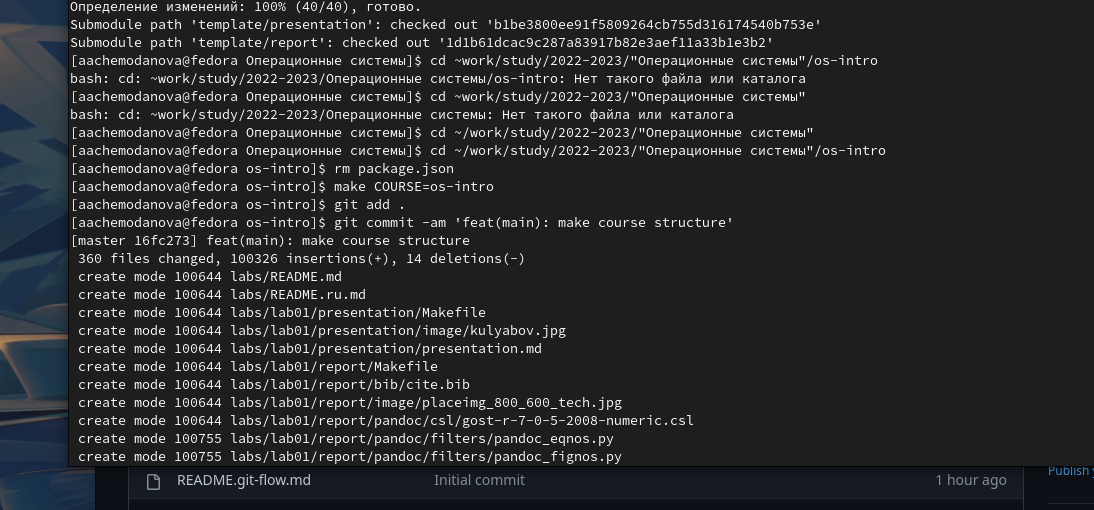 Определение изменений: 100% (40/40), готово.
Submodule path 'template/presentation': checked out 'b1be3800ee91f5809264cb755d316174540b753e'
Submodule path 'template/report': checked out '1d1b61dcac9c287a83917b82e3aef11a33b1e3b2'
[aachemodanova@fedora Операционные системы]$ cd ~work/study/2022-2023/"Операционные системы"/os-intro
bash: cd: ~work/study/2022-2023/Операционные системы/os-intro: Нет такого файла или каталога
[aachemodanova@fedora Операционные системы]$ cd ~work/study/2022-2023/"Операционные системы"
bash: cd: ~work/study/2022-2023/Операционные системы: Нет такого файла или каталога
[aachemodanova@fedora Операционные системы]$ cd ~/work/study/2022-2023/"Операционные системы"
[aachemodanova@fedora Операционные системы]$ cd ~/work/study/2022-2023/"Операционные системы"/os-intro
[aachemodanova@fedora os-intro]$ rm package.json
[aachemodanova@fedora os-intro]$ make COURSE=os-intro
[aachemodanova@fedora os-intro]$ git add .
[aachemodanova@fedora os-intro]$ git commit -am 'feat(main): make course structure'
[master 16fc273] feat(main): make course structure
 360 files changed, 100326 insertions(+), 14 deletions(-)
 create mode 100644 labs/README.md
 create mode 100644 labs/README.ru.md
 create mode 100644 labs/lab01/presentation/Makefile
 create mode 100644 labs/lab01/presentation/image/kulyabov.jpg
 create mode 100644 labs/lab01/presentation/presentation.md
 create mode 100644 labs/lab01/report/Makefile
 create mode 100644 labs/lab01/report/bib/cite.bib
 create mode 100644 labs/lab01/report/image/placeimg_800_600_tech.jpg
 create mode 100644 labs/lab01/report/pandoc/csl/gost-r-7-0-5-2008-numeric.csl
 create mode 100755 labs/lab01/report/pandoc/filters/pandoc_eqnos.py
 create mode 100755 labs/lab01/report/pandoc/filters/pandoc_fignos.py
Publish
README.git-flow.md Initial commit 1 hour ago